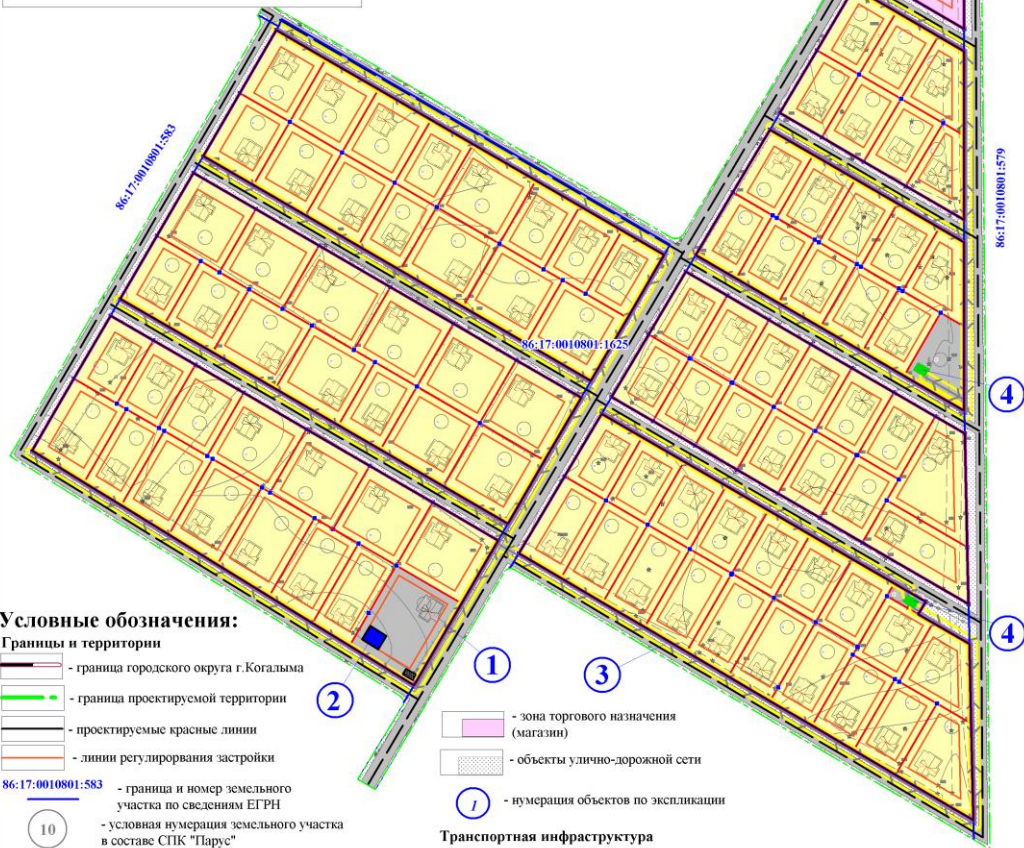 86:17:0010801:583
86:17:0010801:579
86:17:0010801:1625
4
4
1
2
3
Условные обозначения:
Границы и территории
- граница городского округа г.Когалыма
- граница проектируемой территории
- проектируемые красные линии
- линии регулирорвания застройки
86:17:0010801:583
- граница и номер земельного
участка по сведениям ЕГРН
10
- условная нумерация земельного участка
в составе СПК "Парус"
- зона торгового назначения
(магазин)
- объекты улично-дорожной сети
1
- нумерация объектов по экспликации
Транспортная инфраструктура